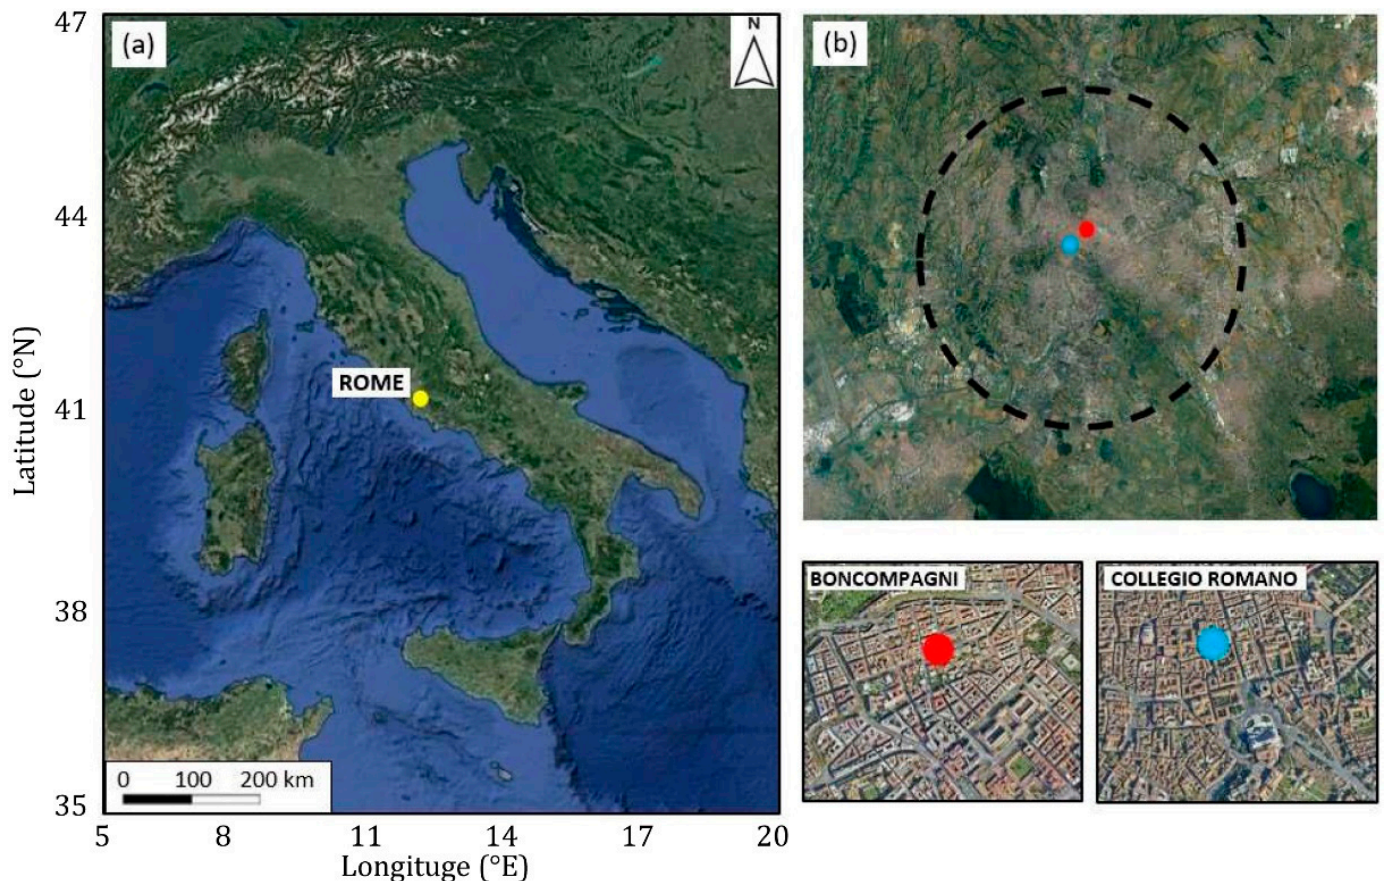 47
(a)
N
44
ROME
41
Latitude (°N)
38
0 100 200 km
35
5 8 11 14 17 20
Longituge (°E)
(b)
BONCOMPAGNI
COLLEGIO ROMANO